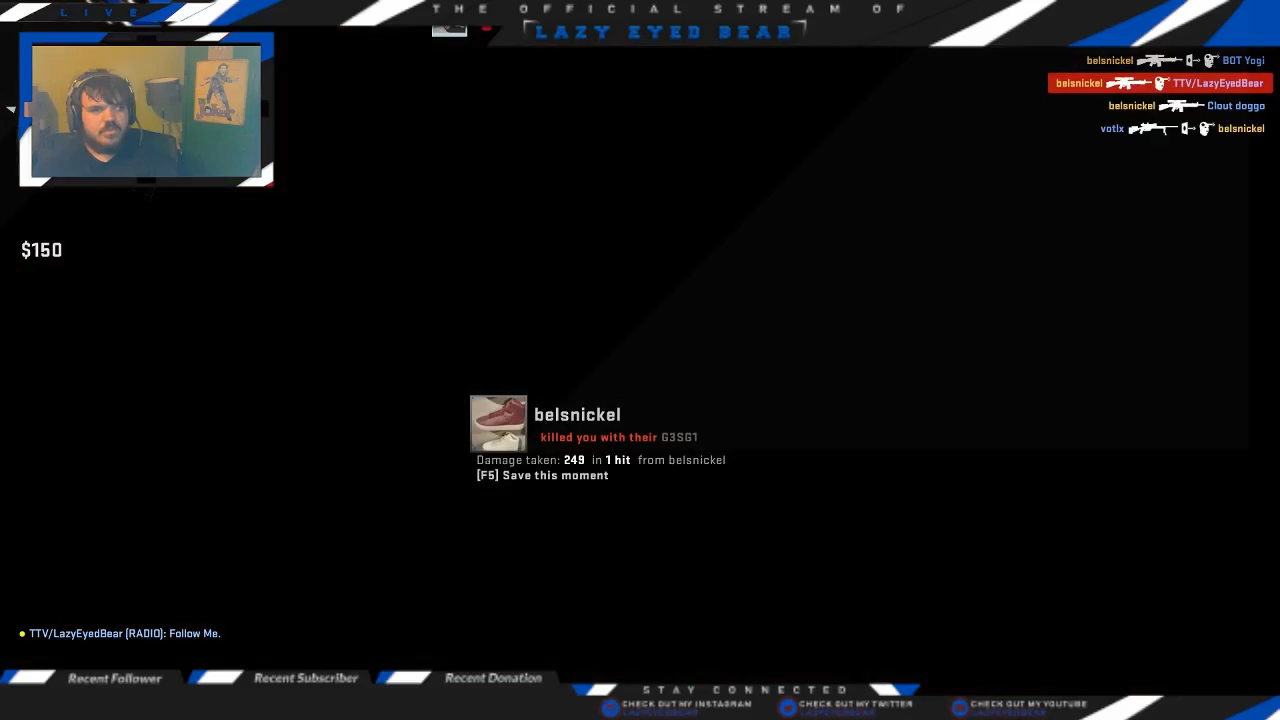 LIVE
THE OFFICIAL STREAM OF
LAZY EYED BEAR
belsnickel BOT Yogi
belsnickel TTV/LazyEyedBear
belsnickel Clout doggo
votlx belsnickel
$150
belsnickel
killed you with their G3SG1
Damage taken: 249 in 1 hit from belsnickel
[F5] Save this moment
TTV/LazyEyedBear (RADIO): Follow Me.
Recent Follower Recent Subscriber Recent Donation
STAY CONNECTED
CHECK OUT MY INSTAGRAM CHECK OUT MY TWITTER CHECK OUT MY YOUTUBE